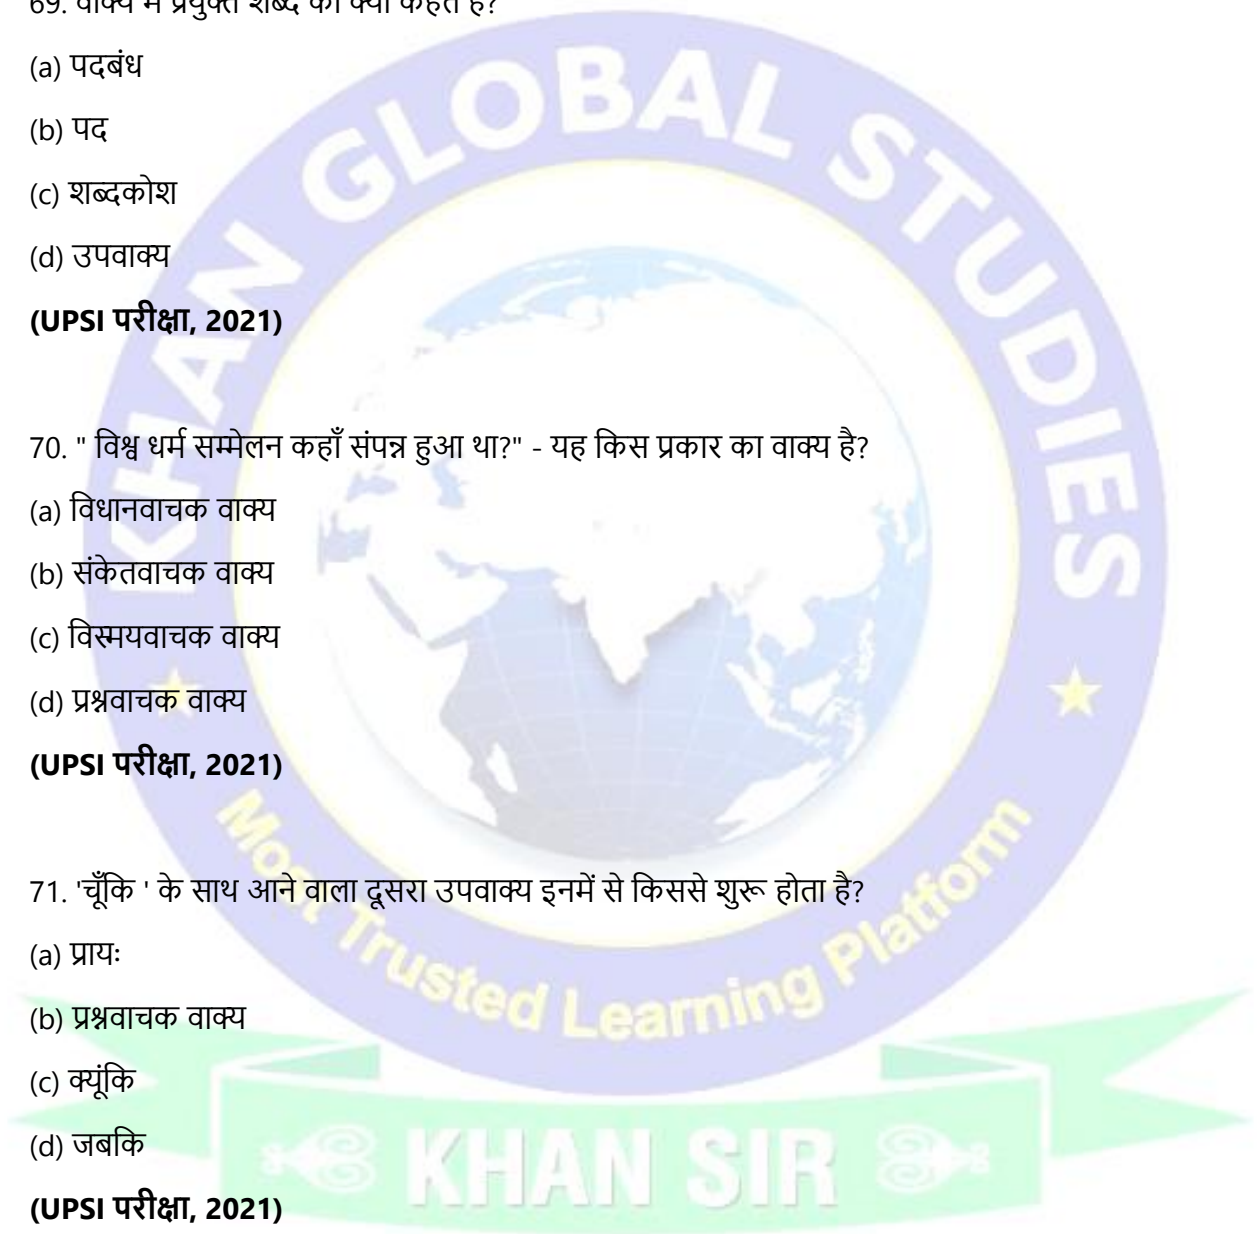 69. वाक्य में प्रयुक्त शब्द को क्या कहते हैं?
(a) पदबंध
(b) पद
(c) शब्दकोश
(d) उपवाक्य
(UPSI परीक्षा, 2021)
70. " विश्व धर्म सम्मेलन कहाँ संपन्न हुआ था?" - यह किस प्रकार का वाक्य है?
(a) विधानवाचक वाक्य
(b) संकेतवाचक वाक्य
(c) विस्मयवाचक वाक्य
(d) प्रश्नवाचक वाक्य
(UPSI परीक्षा, 2021)
71. 'चूँकि ' के साथ आने वाला दूसरा उपवाक्य इनमें से किससे शुरू होता है?
(a) प्रायः
(b) प्रश्नवाचक वाक्य
(c) क्यूंकि
(d) जबकि
(UPSI परीक्षा, 2021)
KHAN GLOBAL STUDIES
Most Trusted Learning Platform
KHAN SIR